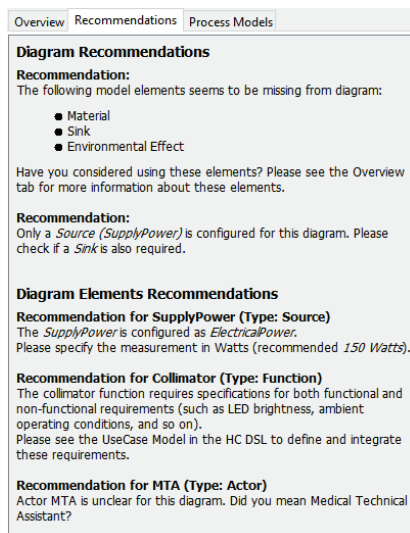 Overview Recommendations Process Models
Diagram Recommendations
Recommendation:
The following model elements seems to be missing from diagram:
● Material
● Sink
● Environmental Effect
Have you considered using these elements? Please see the Overview
tab for more information about these elements.
Recommendation:
Only a Source (SupplyPower) is configured for this diagram. Please
check if a Sink is also required.
Diagram Elements Recommendations
Recommendation for SupplyPower (Type: Source)
The SupplyPower is configured as ElectricalPower.
Please specify the measurement in Watts (recommended 150 Watts).
Recommendation for Collimator (Type: Function)
The collimator function requires specifications for both functional and
non-functional requirements (such as LED brightness, ambient
operating conditions, and so on).
Please see the UseCase Model in the HC DSL to define and integrate
these requirements.
Recommendation for MTA (Type: Actor)
Actor MTA is unclear for this diagram. Did you mean Medical Technical
Assistant?